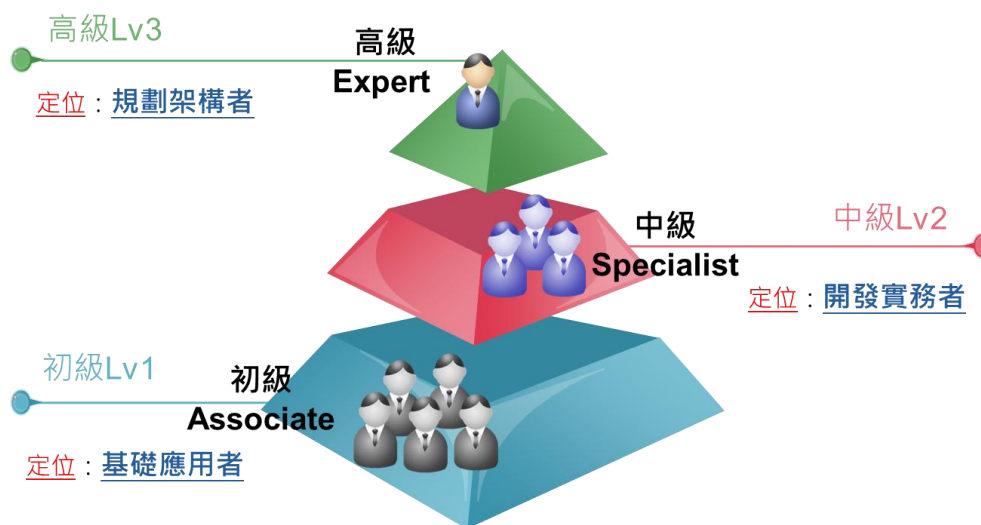 高級Lv3
高級
Expert
定位：規劃架構者
中級
Specialist
中級Lv2
定位：開發實務者
初級Lv1
初級
Associate
定位：基礎應用者